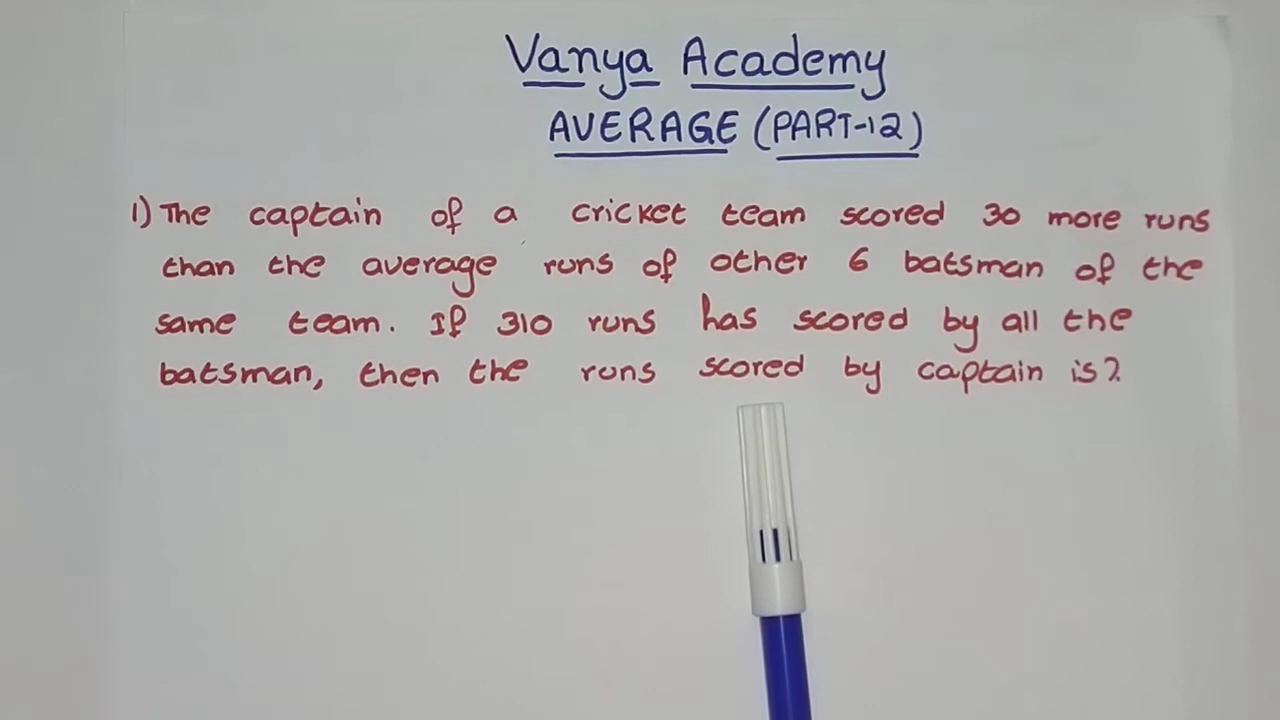 Vanya Academy
AVERAGE (PART-12)
1) The captain of a cricket team scored 30 more runs
than the average runs of other 6 batsman of the
same team. If 310 runs has scored by all the
batsman, then the runs scored by captain is?